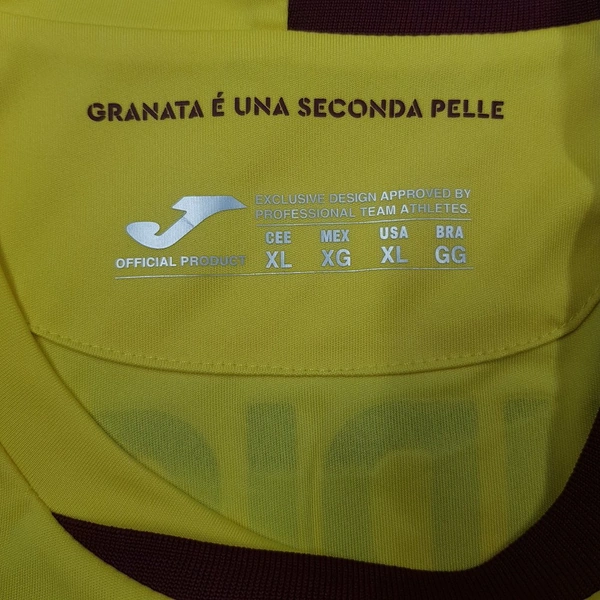 GRANATA É UNA SECONDA PELLE
EXCLUSIVE DESIGN APPROVED BY
PROFESSIONAL TEAM ATHLETES.
OFFICIAL PRODUCT
CEE MEX USA BRA
XL XG XL GG